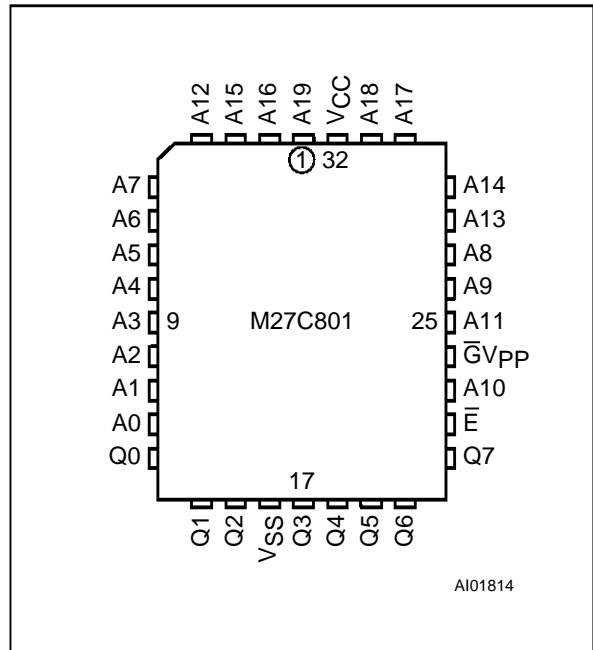 A12 A15 A16 A19 VCC A18 A17
1 32
A7 A14
A6 A13
A5 A8
A4 A9
A3 9 M27C801 25 A11
A2 G̅VPP
A1 A10
A0 E̅
Q0 Q7
17
Q1 Q2 VSS Q3 Q4 Q5 Q6
AI01814